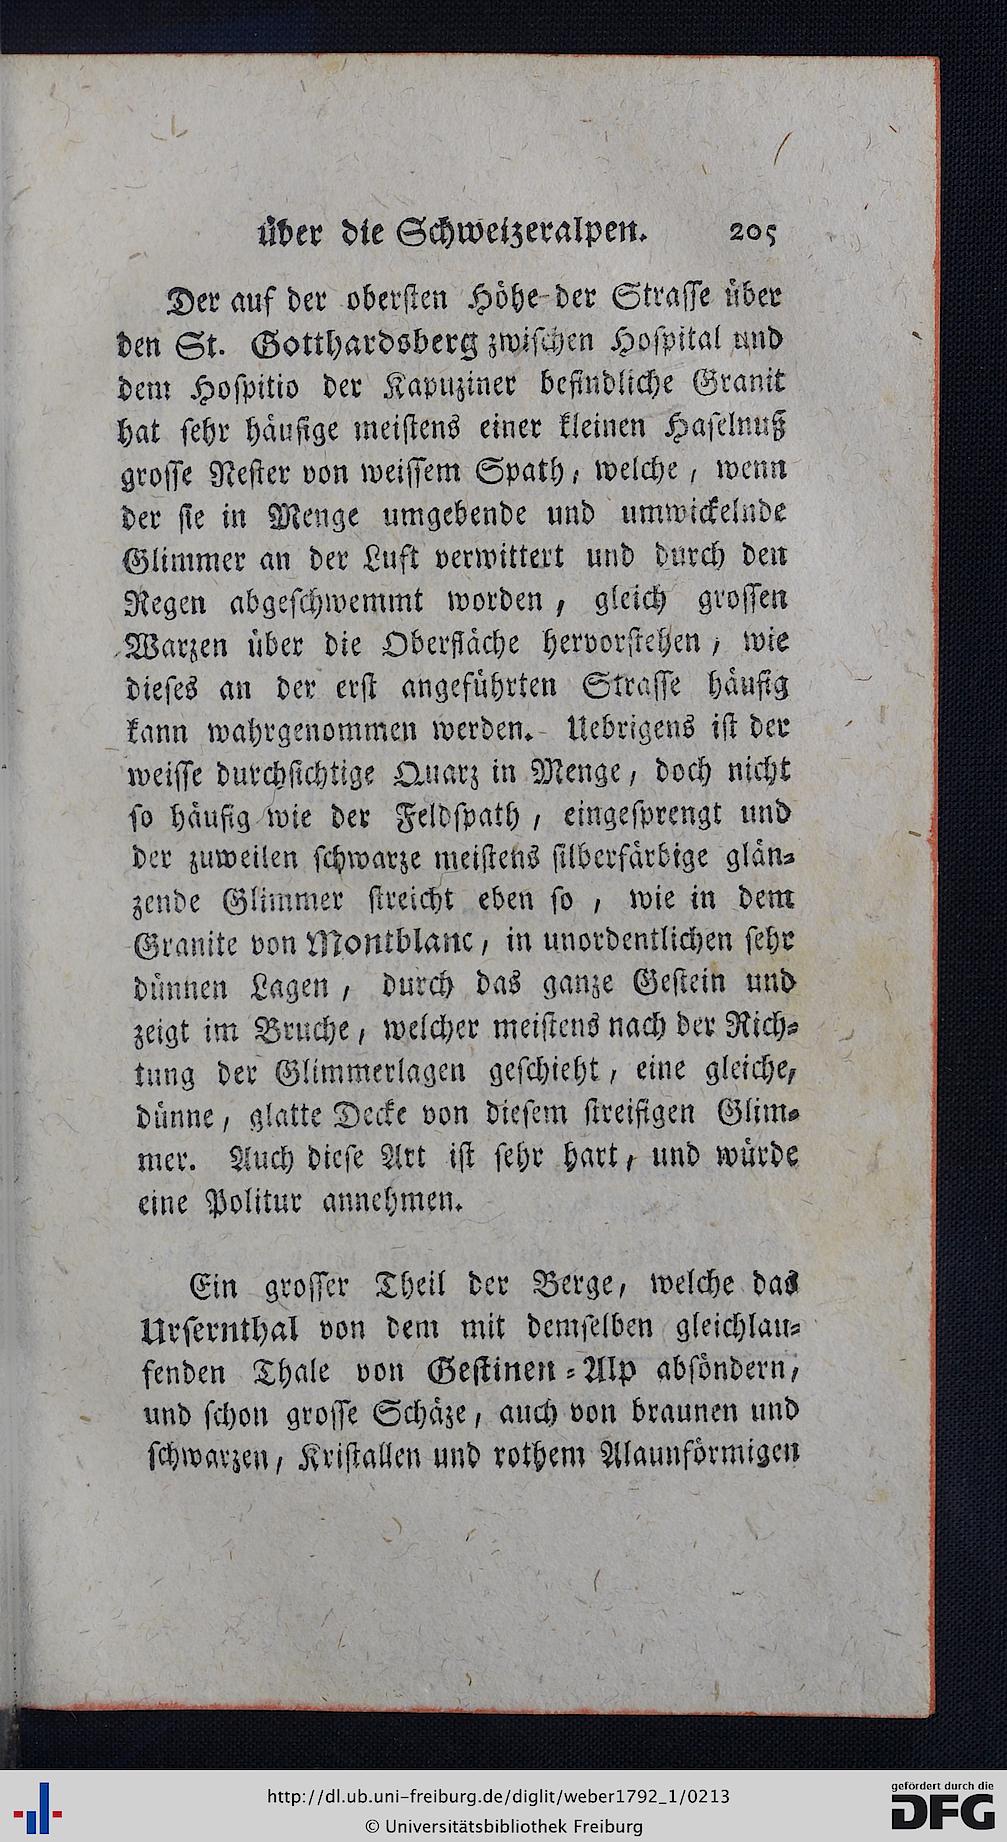 über die Schweizeralpen. 205
Der auf der obersten Höhe der Strasse über
den St. Gotthardsberg zwischen Hospital und
dem Hospitio der Kapuziner befindliche Granit
hat sehr häufige meistens einer kleinen Haselnuß
grosse Nester von weissem Spath, welche, wenn
der sie in Menge umgebende und umwickelnde
Glimmer an der Luft verwittert und durch den
Regen abgeschwemmt worden, gleich grossen
Warzen über die Oberfläche hervorstehen, wie
dieses an der erst angeführten Strasse häufig
kann wahrgenommen werden. Uebrigens ist der
weisse durchsichtige Quarz in Menge, doch nicht
so häufig wie der Feldspath, eingesprengt und
der zuweilen schwarze meistens silberfärbige glän-
zende Glimmer streicht eben so, wie in dem
Granite von Montblanc, in unordentlichen sehr
dünnen Lagen, durch das ganze Gestein und
zeigt im Bruche, welcher meistens nach der Rich-
tung der Glimmerlagen geschieht, eine gleiche,
dünne, glatte Decke von diesem streifigen Glim-
mer. Auch diese Art ist sehr hart, und würde
eine Politur annehmen.
Ein grosser Theil der Berge, welche das
Ursernthal von dem mit demselben gleichlau-
fenden Thale von Gestinen-Alp absöndern,
und schon grosse Schäze, auch von braunen und
schwarzen, Kristallen und rothem Alaunförmigen
http://dl.ub.uni-freiburg.de/diglit/weber1792_1/0213
© Universitätsbibliothek Freiburg
gefördert durch die
DFG